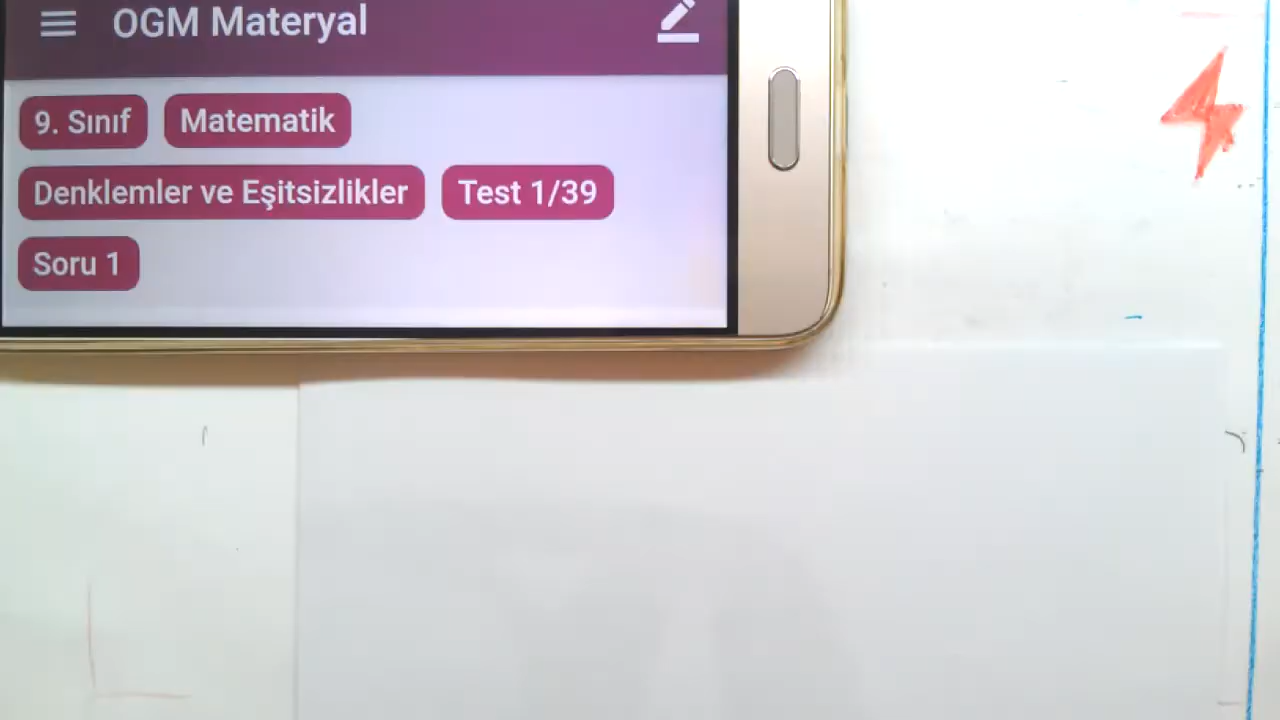 OGM Materyal
9. Sınıf Matematik
Denklemler ve Eşitsizlikler Test 1/39
Soru 1